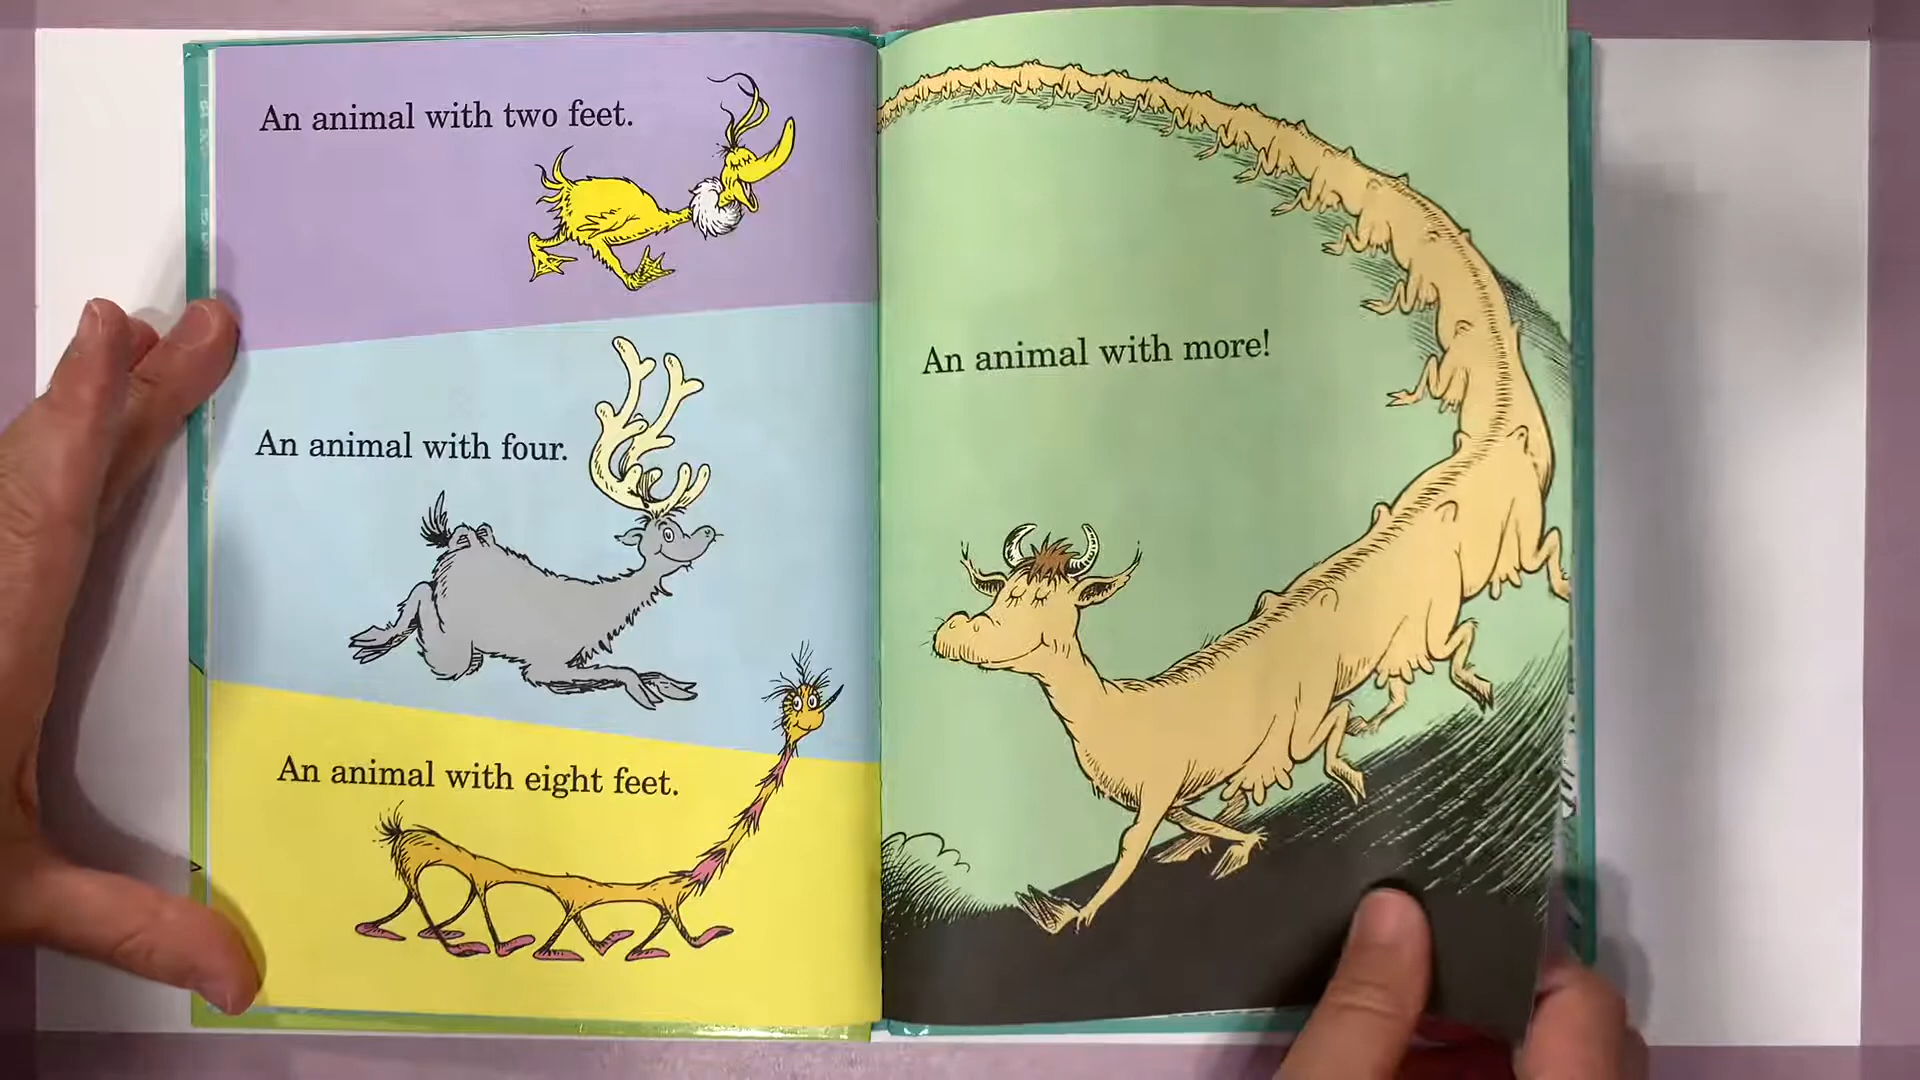 An animal with two feet.
An animal with four.
An animal with eight feet.
An animal with more!